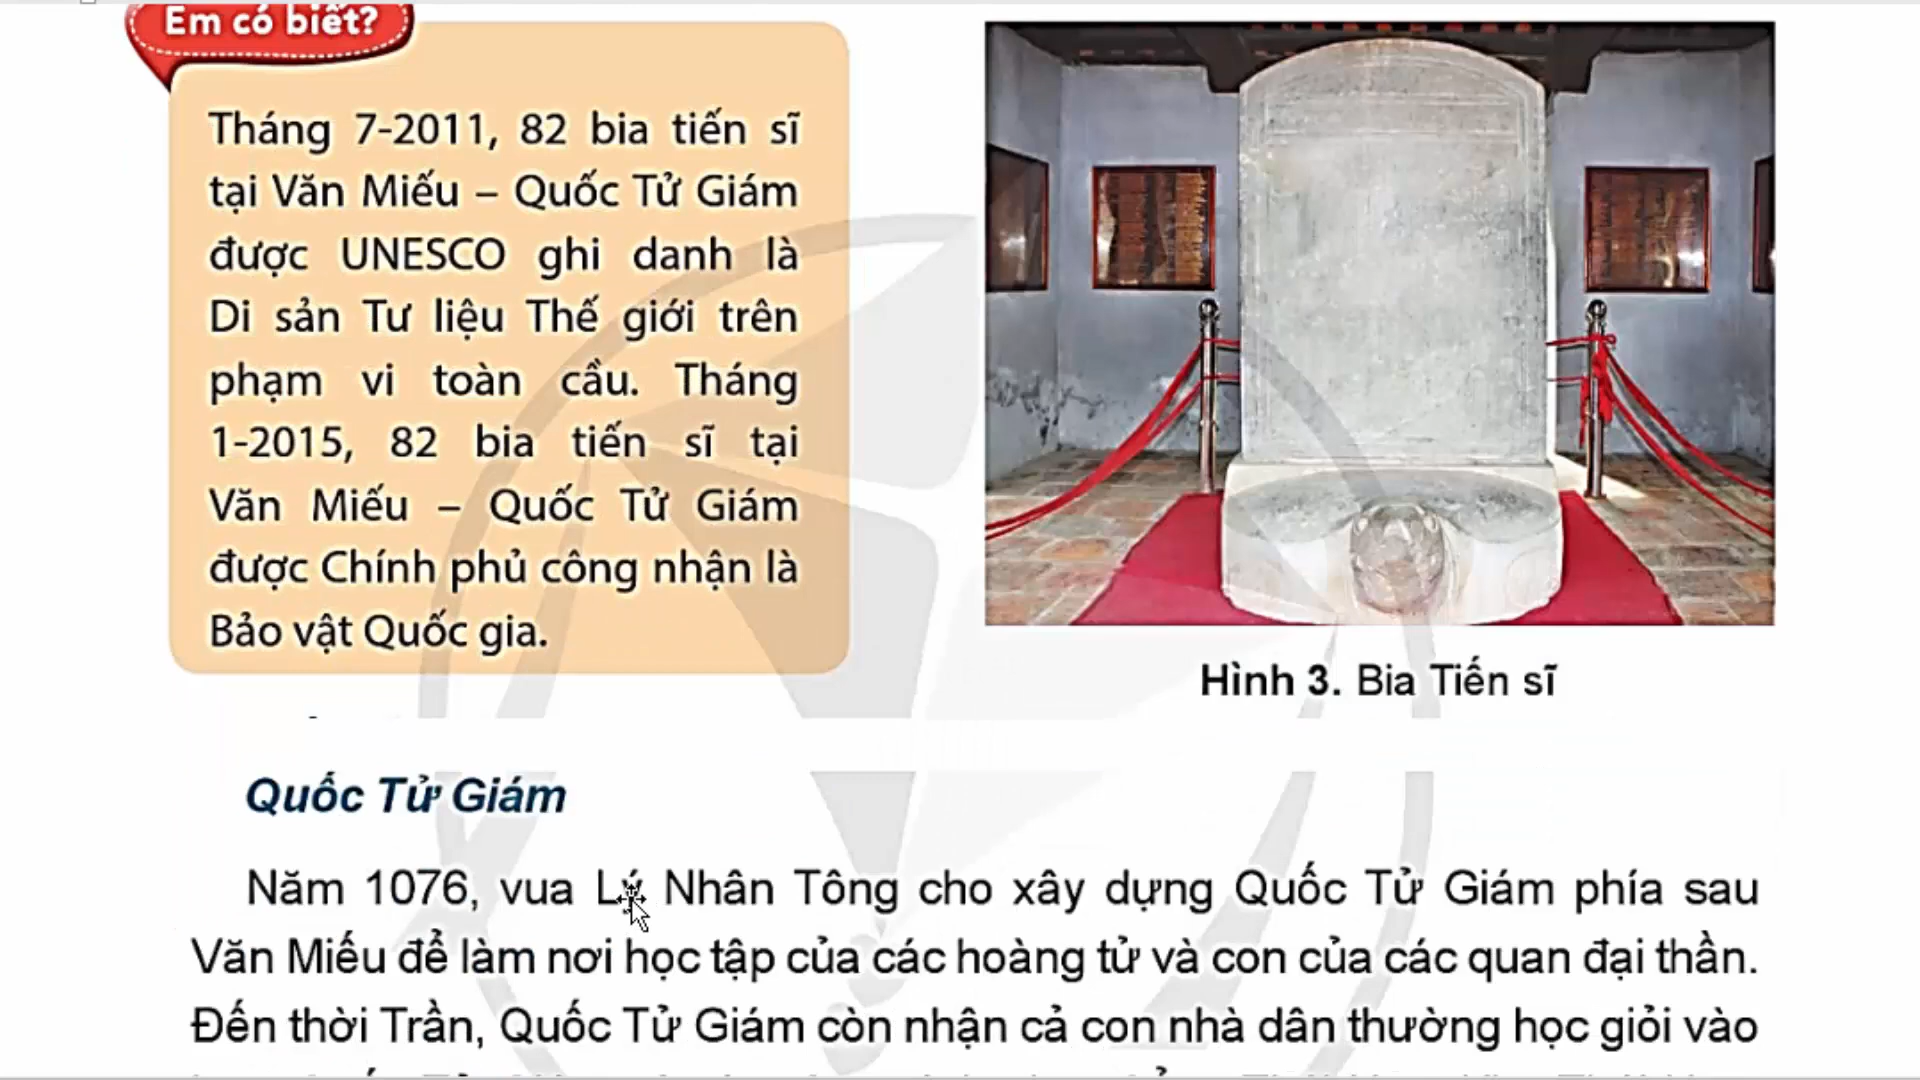 Em có biết?
Tháng 7-2011, 82 bia tiến sĩ
tại Văn Miếu – Quốc Tử Giám
được UNESCO ghi danh là
Di sản Tư liệu Thế giới trên
phạm vi toàn cầu. Tháng
1-2015, 82 bia tiến sĩ tại
Văn Miếu – Quốc Tử Giám
được Chính phủ công nhận là
Bảo vật Quốc gia.
Hình 3. Bia Tiến sĩ
Quốc Tử Giám
Năm 1076, vua Lý Nhân Tông cho xây dựng Quốc Tử Giám phía sau
Văn Miếu để làm nơi học tập của các hoàng tử và con của các quan đại thần.
Đến thời Trần, Quốc Tử Giám còn nhận cả con nhà dân thường học giỏi vào